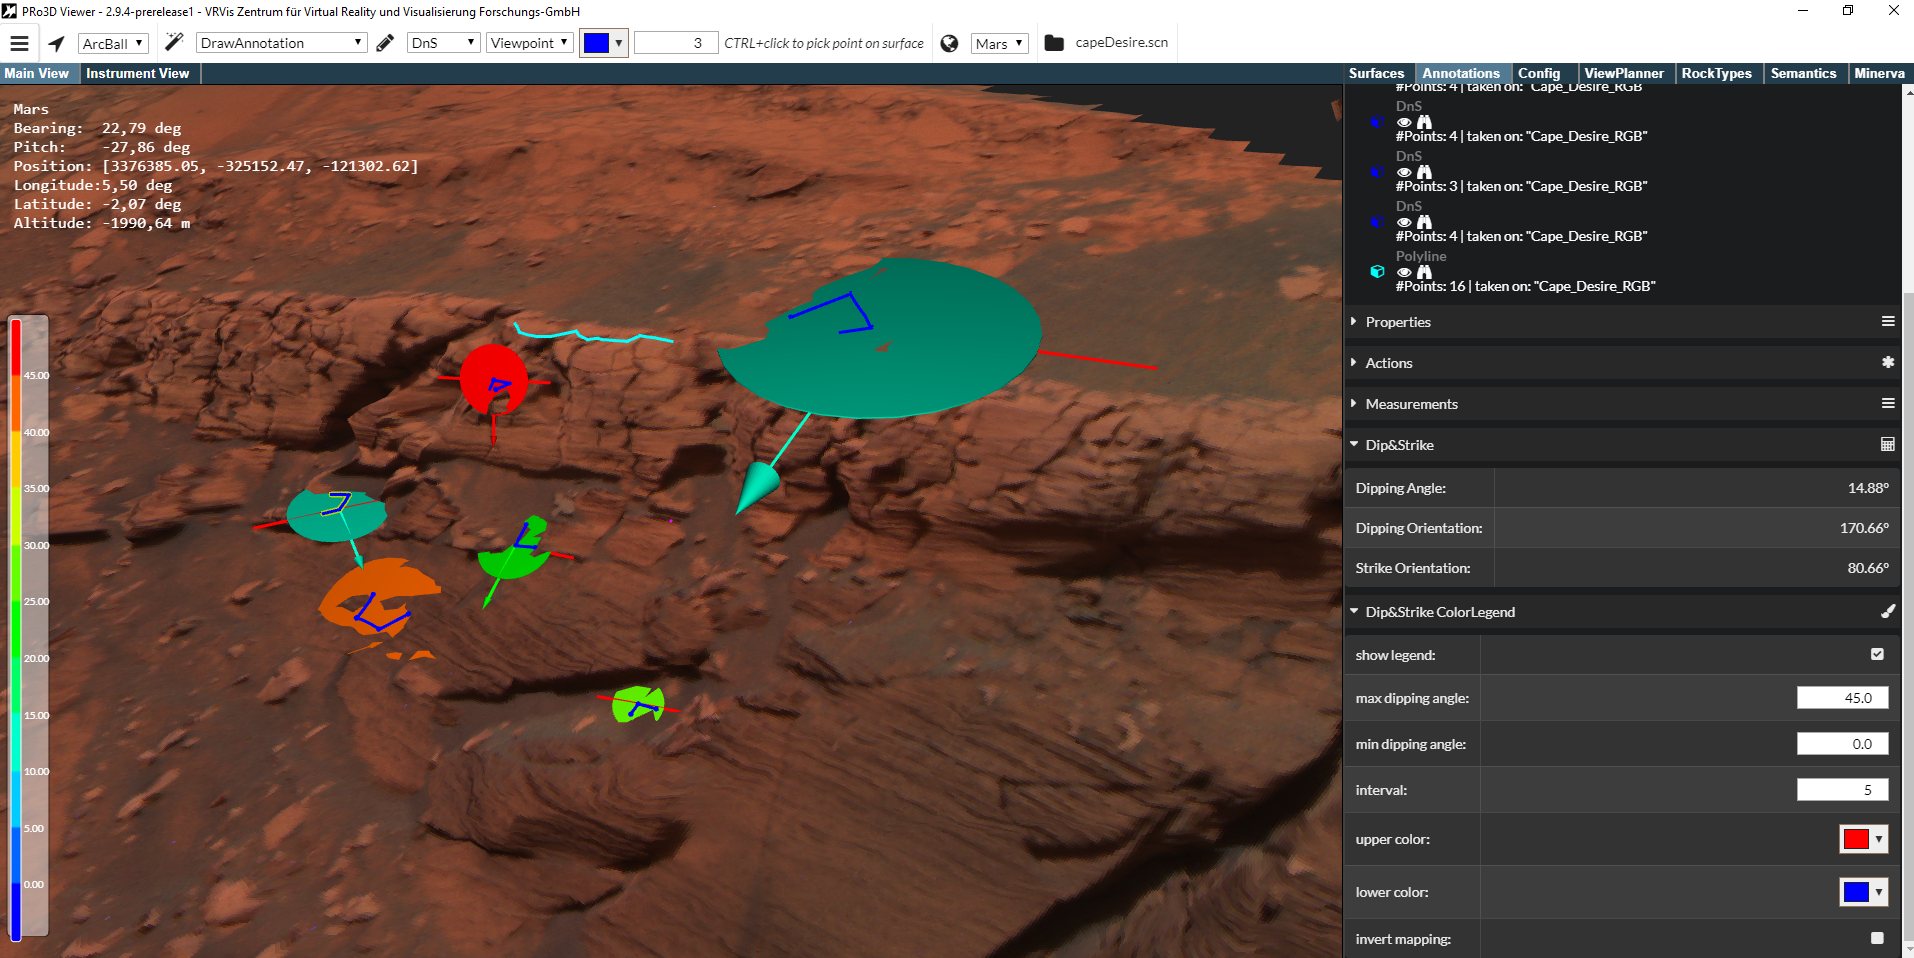 PRo3D Viewer - 2.9.4-prerelease1 - VRVis Zentrum für Virtual Reality und Visualisierung Forschungs-GmbH
ArcBall DrawAnnotation DnS Viewpoint 3 CTRL+click to pick point on surface Mars capeDesire.scn
Main View Instrument View Surfaces Annotations Config ViewPlanner RockTypes Semantics Minerva
Mars
Bearing: 22,79 deg
Pitch: -27,86 deg
Position: [3376385.05, -325152.47, -121302.62]
Longitude:5,50 deg
Latitude: -2,07 deg
Altitude: -1990,64 m
45.00
40.00
35.00
30.00
25.00
20.00
15.00
10.00
5.00
0.00
#Points: 4 | taken on: "Cape_Desire_RGB"
DnS
#Points: 4 | taken on: "Cape_Desire_RGB"
DnS
#Points: 3 | taken on: "Cape_Desire_RGB"
DnS
#Points: 4 | taken on: "Cape_Desire_RGB"
Polyline
#Points: 16 | taken on: "Cape_Desire_RGB"
Properties
Actions
Measurements
Dip&Strike
Dipping Angle: 14.88º
Dipping Orientation: 170.66º
Strike Orientation: 80.66º
Dip&Strike ColorLegend
show legend:
max dipping angle: 45.0
min dipping angle: 0.0
interval: 5
upper color:
lower color:
invert mapping: